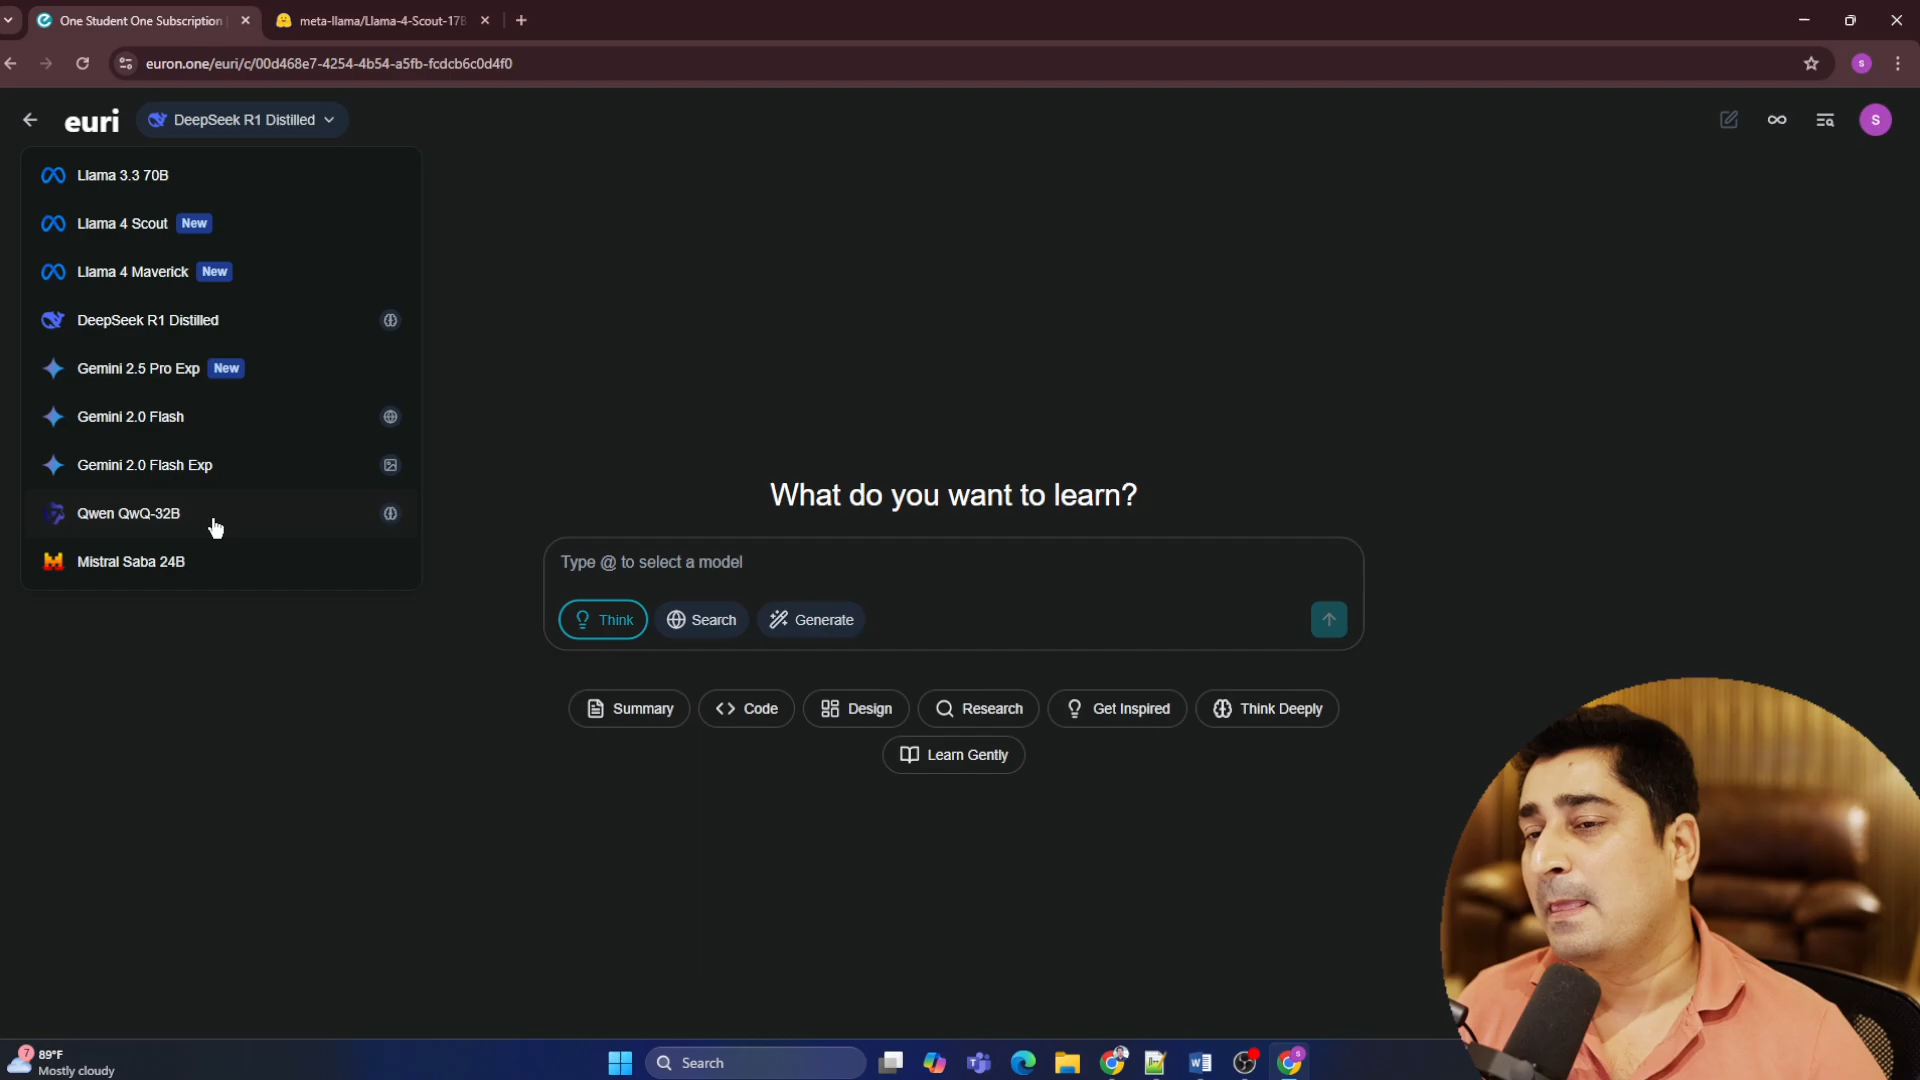 One Student One Subscription
meta-llama/Llama-4-Scout-17B
euron.one/euri/c/00d468e7-4254-4b54-a5fb-fcdcb6c0d4f0
S
euri
DeepSeek R1 Distilled
S
Llama 3.3 70B
Llama 4 Scout New
Llama 4 Maverick New
DeepSeek R1 Distilled
Gemini 2.5 Pro Exp New
Gemini 2.0 Flash
Gemini 2.0 Flash Exp
Qwen QwQ-32B
Mistral Saba 24B
What do you want to learn?
Type @ to select a model
Think
Search
Generate
Summary
Code
Design
Research
Get Inspired
Think Deeply
Learn Gently
7
89°F
Mostly cloudy
Search